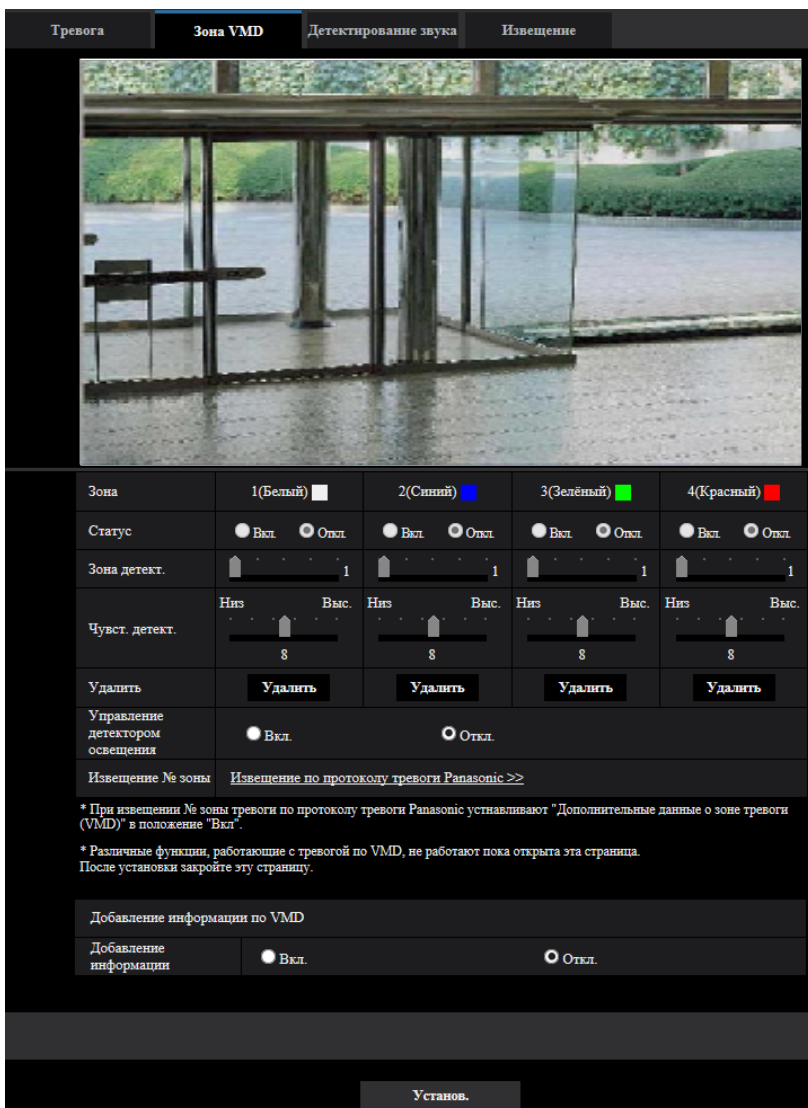 Тревога Зона VMD Детектирование звука Извещение
Зона 1(Белый) 2(Синий) 3(Зелёный) 4(Красный)
Статус Вкл. Откл. Вкл. Откл. Вкл. Откл. Вкл. Откл.
Зона детект. 1 1 1 1
Низ Выс. Низ Выс. Низ Выс. Низ Выс.
Чувст. детект.
8 8 8 8
Удалить Удалить Удалить Удалить Удалить
Управление
детектором
освещения
Вкл. Откл.
Извещение № зоны Извещение по протоколу тревоги Panasonic >>
* При извещении № зоны тревоги по протоколу тревоги Panasonic устнавливают "Дополнительные данные о зоне тревоги
(VMD)" в положение "Вкл".
* Различные функции, работающие с тревогой по VMD, не работают пока открыта эта страница.
После установки закройте эту страницу.
Добавление информации по VMD
Добавление
информации
Вкл. Откл.
Установ.